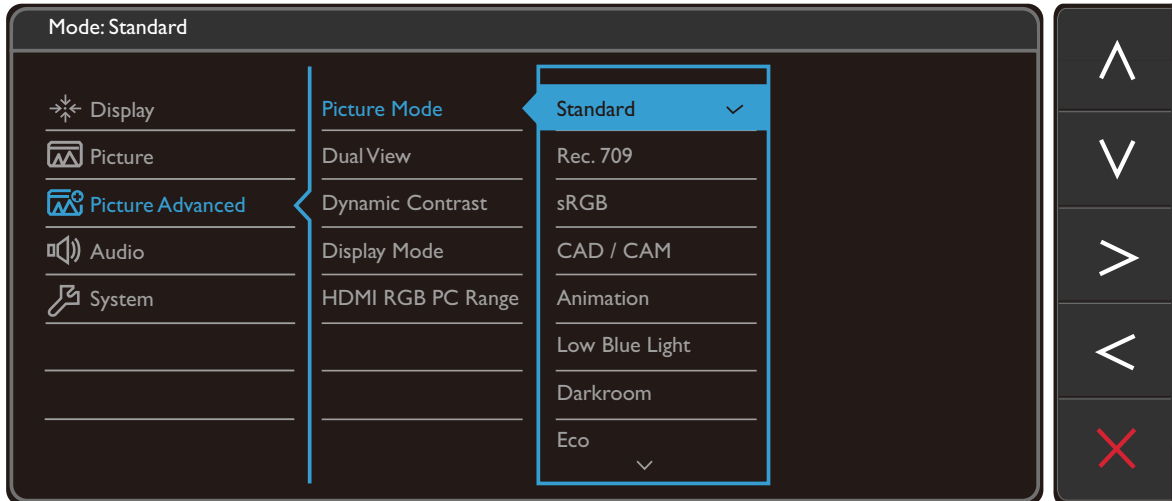 Mode: Standard
Display
Picture
Picture Advanced
Audio
System
Picture Mode
Dual View
Dynamic Contrast
Display Mode
HDMI RGB PC Range
Standard
Rec. 709
sRGB
CAD / CAM
Animation
Low Blue Light
Darkroom
Eco